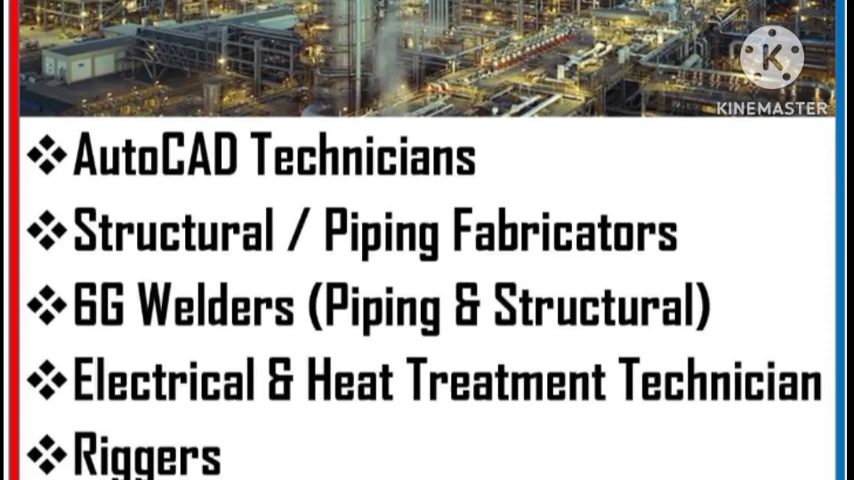 K
KINEMASTER
❖AutoCAD Technicians
❖Structural / Piping Fabricators
❖6G Welders (Piping & Structural)
❖Electrical & Heat Treatment Technician
❖Riggers